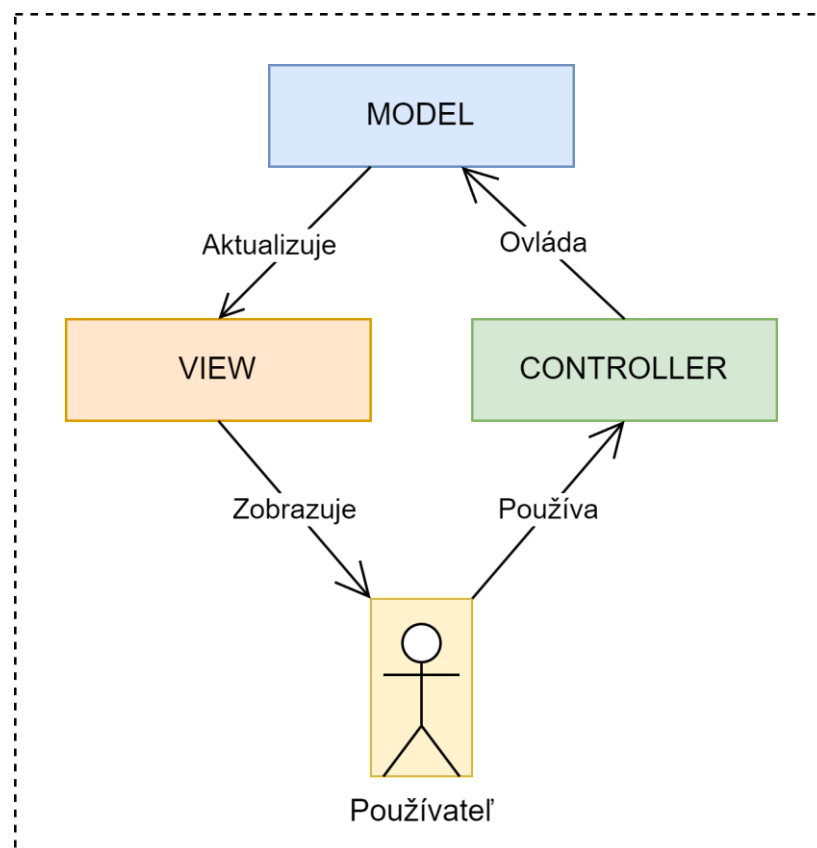 MODEL
Aktualizuje
Ovláda
VIEW
CONTROLLER
Zobrazuje
Používa
Používateľ